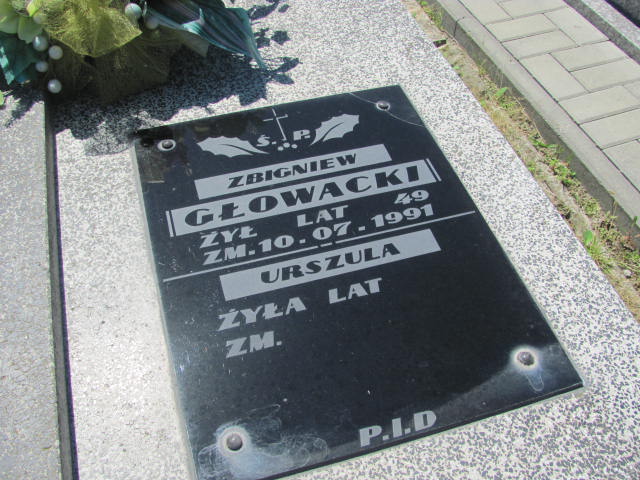 Ś. P.
ZBIGNIEW
GŁOWACKI
ŻYŁ LAT 49
ZM. 10-07-1991
URSZULA
ŻYŁA LAT
ZM.
P.I.D